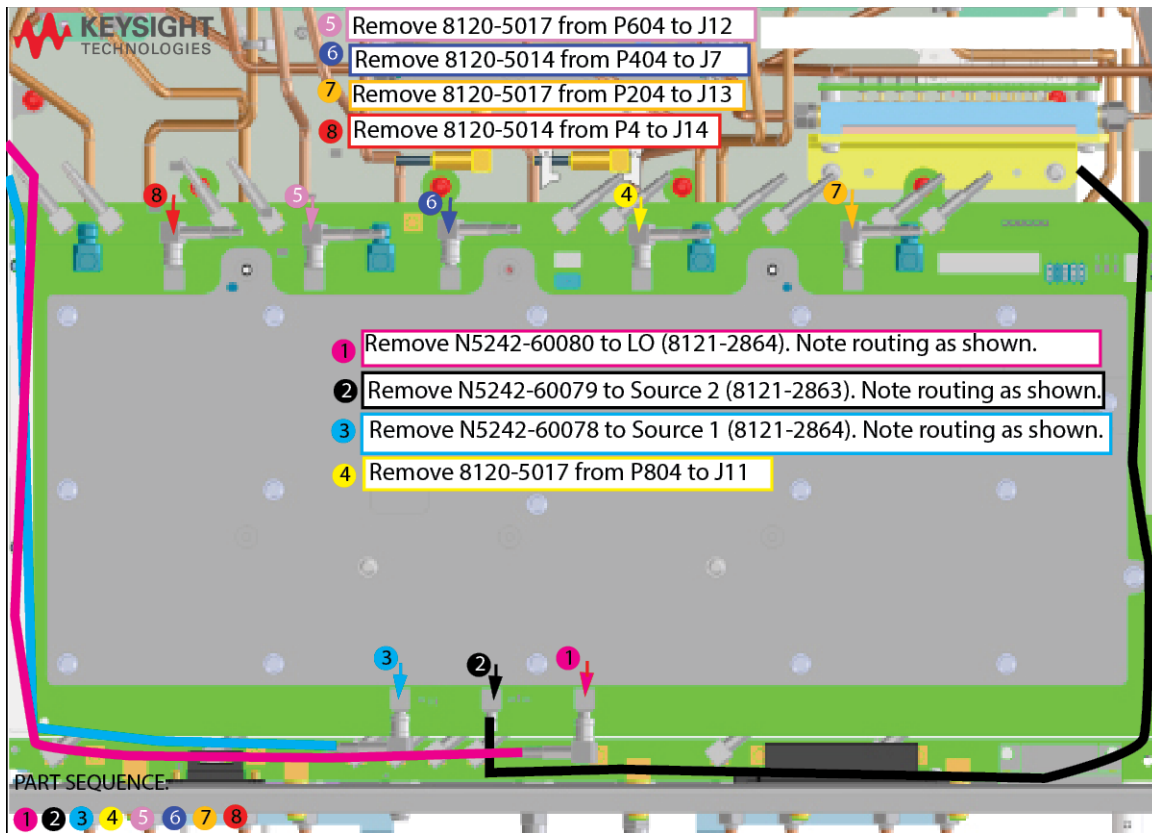 KEYSIGHT
TECHNOLOGIES
5 Remove 8120-5017 from P604 to J12
6 Remove 8120-5014 from P404 to J7
7 Remove 8120-5017 from P204 to J13
8 Remove 8120-5014 from P4 to J14
8 5 6 4 7
1 Remove N5242-60080 to LO (8121-2864). Note routing as shown.
2 Remove N5242-60079 to Source 2 (8121-2863). Note routing as shown.
3 Remove N5242-60078 to Source 1 (8121-2864). Note routing as shown.
4 Remove 8120-5017 from P804 to J11
3 2 1
PART SEQUENCE:
1 2 3 4 5 6 7 8